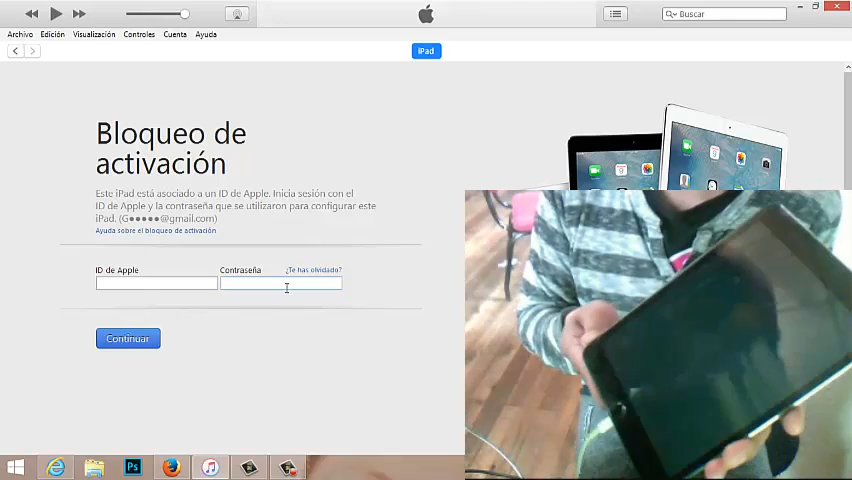 Buscar
Archivo Edición Visualización Controles Cuenta Ayuda
iPad
Bloqueo de
activación
Este iPad está asociado a un ID de Apple. Inicia sesión con el
ID de Apple y la contraseña que se utilizaron para configurar este
iPad. (G●●●●●@gmail.com)
Ayuda sobre el bloqueo de activación
ID de Apple Contraseña ¿Te has olvidado?
Continuar
Ps